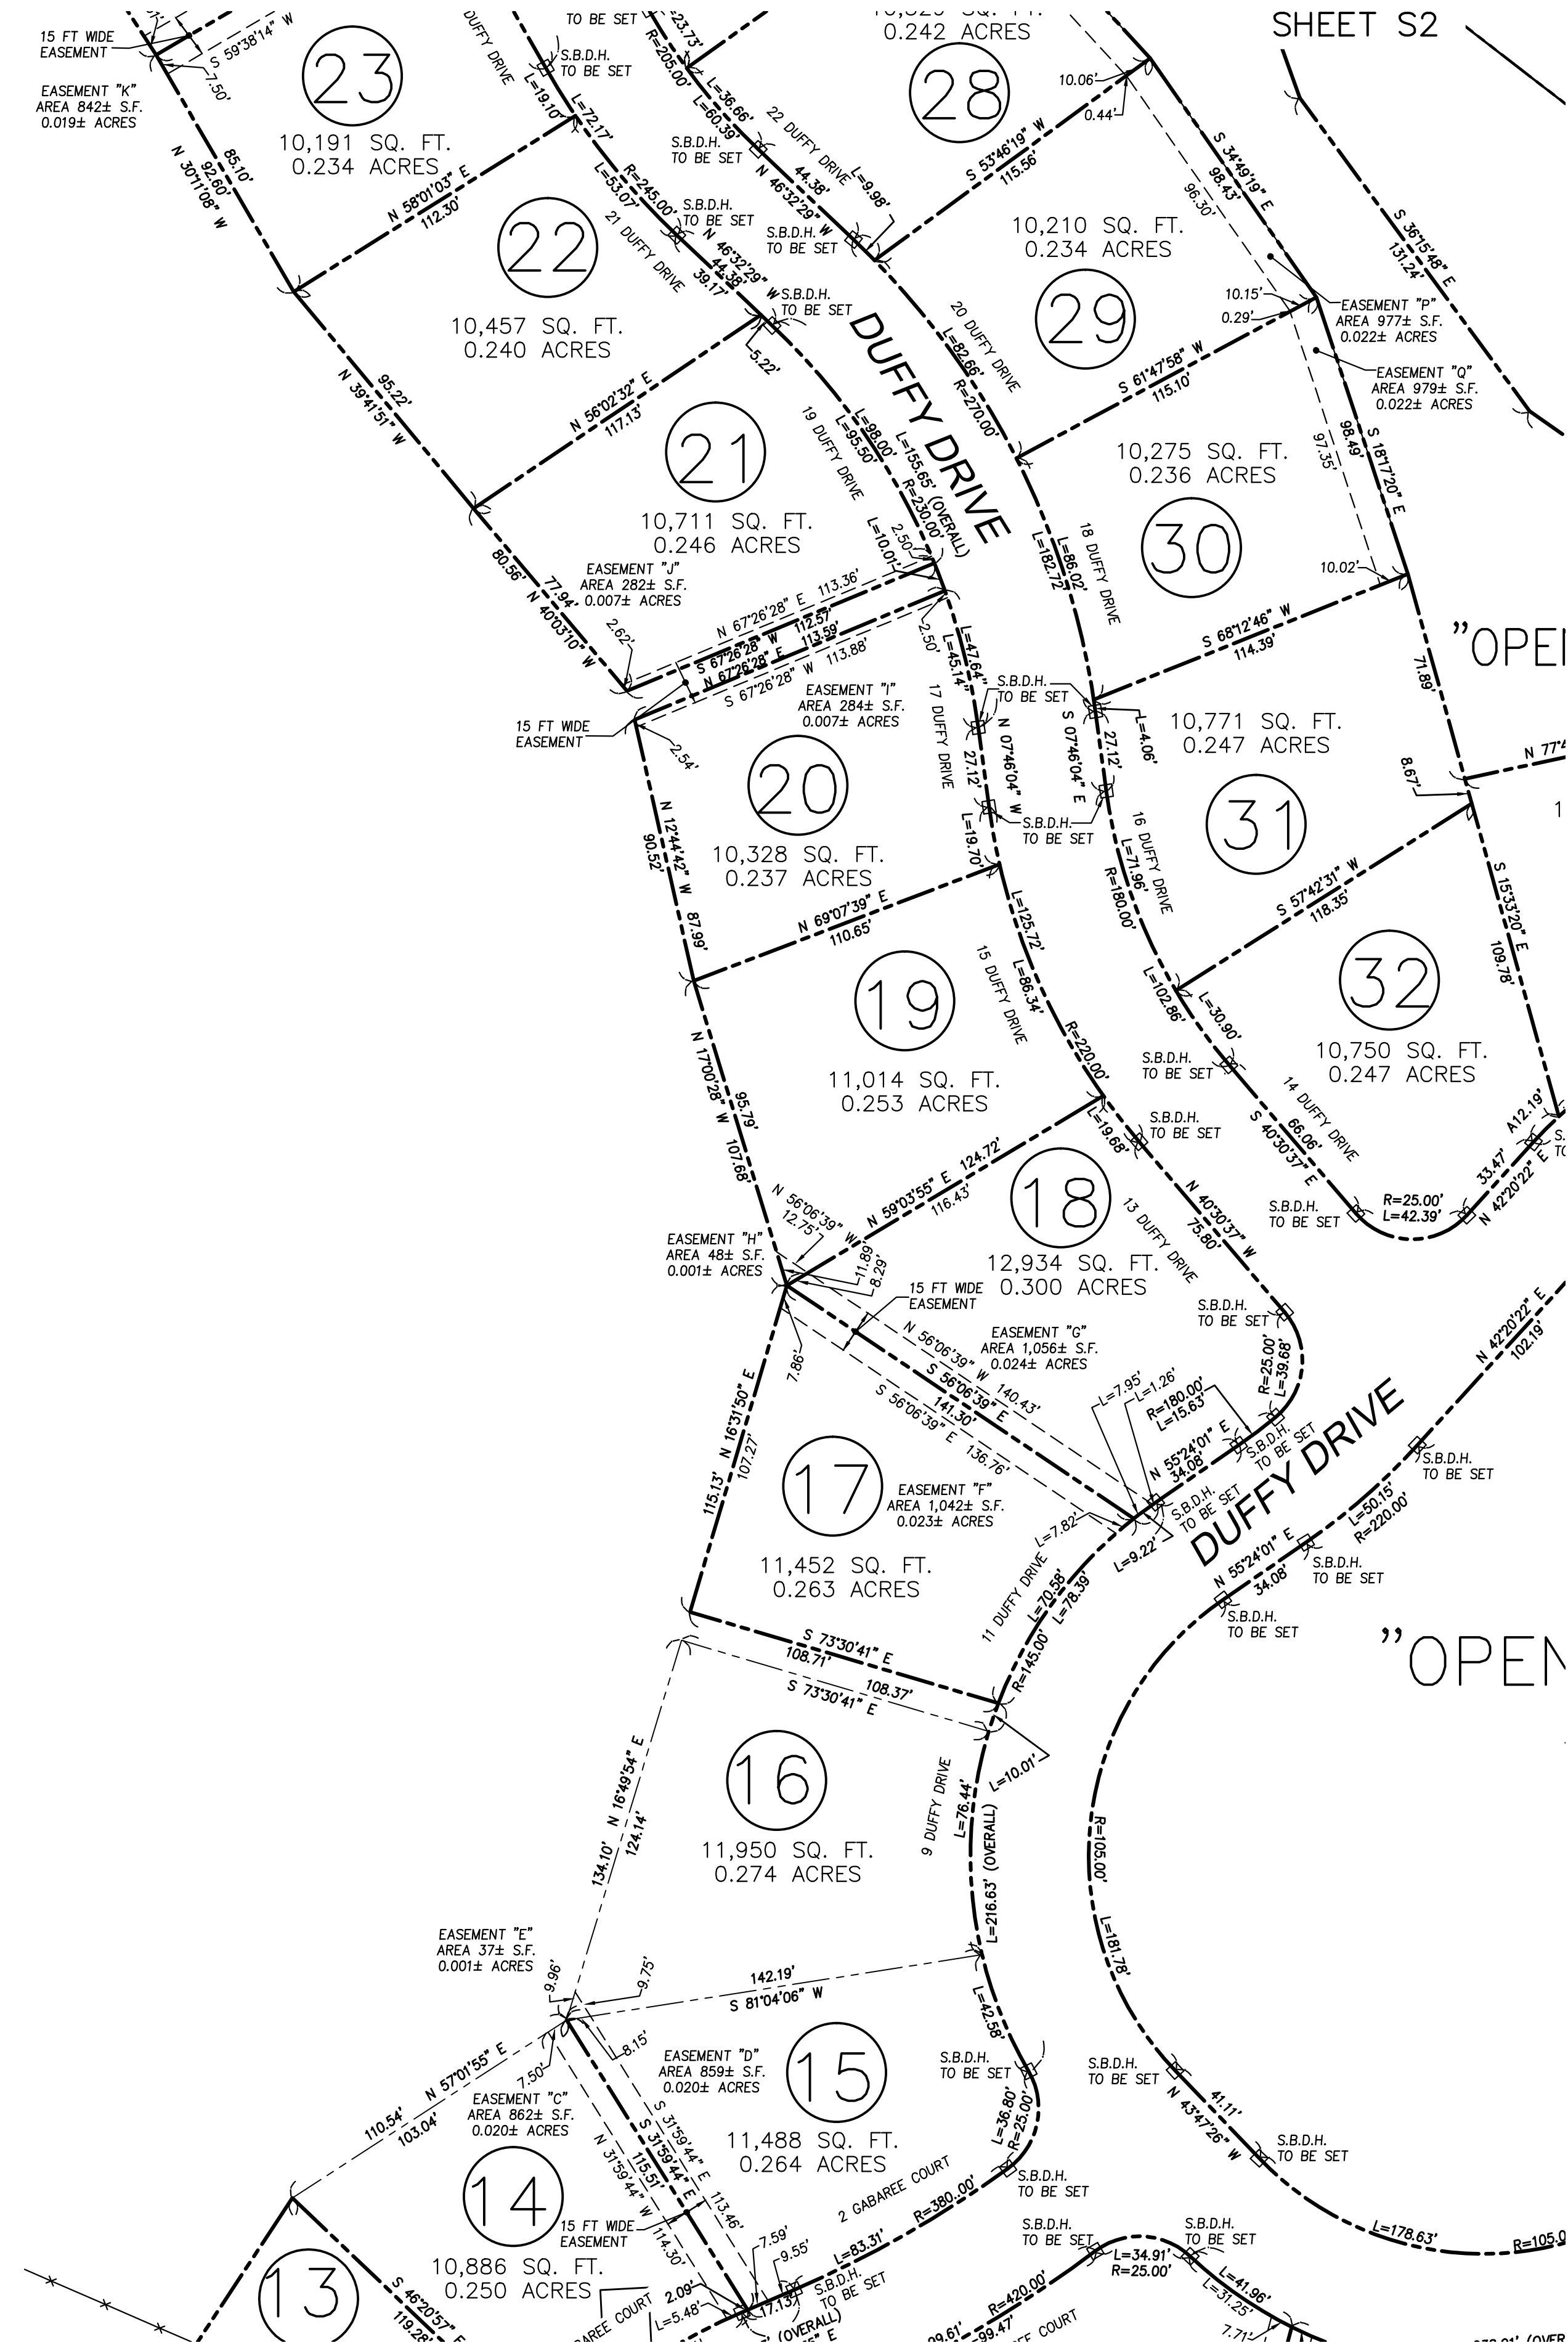 SHEET S2
15 FT WIDE
EASEMENT
S 59°38'14" W
7.50'
EASEMENT "K"
AREA 842± S.F.
0.019± ACRES
23
10,191 SQ. FT.
0.234 ACRES
N 30°11'08" W
92.60'
85.10'
DUFFY DRIVE
L=19.10'
S.B.D.H.
TO BE SET
L=72.17'
TO BE SET
R=205.00'
23.73'
L=36.66'
L=60.39'
S.B.D.H.
TO BE SET
22 DUFFY DRIVE
44.38'
N 46°32'29" W
L=9.98'
0.242 ACRES
28
10.06'
0.44'
S 53°46'19" W
115.56'
S 34°49'19" E
98.43'
96.30'
S 36°15'48" E
131.24'
N 58°01'03" E
112.30'
22
10,457 SQ. FT.
0.240 ACRES
L=53.07'
R=245.00'
S.B.D.H.
TO BE SET
21 DUFFY DRIVE
N 46°32'29" W
44.38'
39.17'
S.B.D.H.
TO BE SET
S.B.D.H.
TO BE SET
5.22'
10,210 SQ. FT.
0.234 ACRES
29
10.15'
0.29'
EASEMENT "P"
AREA 977± S.F.
0.022± ACRES
EASEMENT "Q"
AREA 979± S.F.
0.022± ACRES
20 DUFFY DRIVE
L=82.66'
R=270.00'
S 61°47'58" W
115.10'
DUFFY DRIVE
N 39°41'51" W
95.22'
N 56°02'32" E
117.13'
21
10,711 SQ. FT.
0.246 ACRES
19 DUFFY DRIVE
L=98.00'
L=95.50'
L=155.65' (OVERALL)
R=230.00'
2.50'
L=10.01'
10,275 SQ. FT.
0.236 ACRES
30
97.35'
98.49'
S 18°17'20" E
10.02'
18 DUFFY DRIVE
L=86.02'
L=182.72'
S 68°12'46" W
114.39'
71.89'
"OPE
EASEMENT "J"
AREA 282± S.F.
0.007± ACRES
80.56'
77.94'
N 40°03'10" W
2.62'
N 67°26'28" E 113.36'
S 67°26'28" W 112.57'
N 67°26'28" E 113.59'
S 67°26'28" W 113.88'
2.50'
L=47.64'
L=45.14'
EASEMENT "I"
AREA 284± S.F.
0.007± ACRES
15 FT WIDE
EASEMENT
2.54'
17 DUFFY DRIVE
S.B.D.H.
TO BE SET
N 07°46'04" W
27.12'
S 07°46'04" E
27.12'
L=4.06'
S.B.D.H.
TO BE SET
L=19.70'
10,771 SQ. FT.
0.247 ACRES
31
8.67'
N 77°4
1
20
10,328 SQ. FT.
0.237 ACRES
N 12°44'42" W
90.52'
87.99'
N 69°07'39" E
110.65'
16 DUFFY DRIVE
L=71.96'
R=180.00'
S 57°42'31" W
118.35'
S 15°33'20" E
109.78'
19
11,014 SQ. FT.
0.253 ACRES
15 DUFFY DRIVE
L=125.72'
L=86.34'
R=220.00'
L=102.86'
L=30.90'
S.B.D.H.
TO BE SET
32
10,750 SQ. FT.
0.247 ACRES
14 DUFFY DRIVE
S 40°30'37" E
66.06'
A12.19'
33.47'
N 42°20'22" E
S.B.D.H.
TO BE SET
R=25.00'
L=42.39'
N 17°00'28" W
95.79'
107.68'
N 59°03'55" E 124.72'
116.43'
L=19.68'
S.B.D.H.
TO BE SET
N 56°06'39" W
12.75'
EASEMENT "H"
AREA 48± S.F.
0.001± ACRES
11.89'
8.29'
18
12,934 SQ. FT.
0.300 ACRES
13 DUFFY DRIVE
N 40°30'37" W
75.80'
15 FT WIDE
EASEMENT
S.B.D.H.
TO BE SET
EASEMENT "G"
AREA 1,056± S.F.
0.024± ACRES
7.86'
N 56°06'39" W 140.43'
S 56°06'39" E
141.30'
S 56°06'39" E 136.76'
L=7.95'
L=1.26'
R=180.00'
L=15.63'
R=25.00'
L=39.68'
N 55°24'01" E
34.08'
S.B.D.H.
TO BE SET
S.B.D.H.
TO BE SET
DUFFY DRIVE
N 42°20'22" E
102.19'
S.B.D.H.
TO BE SET
115.13' N 16°31'50" E
107.27'
17
11,452 SQ. FT.
0.263 ACRES
EASEMENT "F"
AREA 1,042± S.F.
0.023± ACRES
L=7.82'
L=9.22'
11 DUFFY DRIVE
L=70.58'
L=78.39'
R=145.00'
N 55°24'01" E
34.08'
L=50.15'
R=220.00'
S.B.D.H.
TO BE SET
S.B.D.H.
TO BE SET
"OPEN
S 73°30'41" E
108.71'
108.37'
S 73°30'41" E
16
11,950 SQ. FT.
0.274 ACRES
134.10' N 16°49'54" E
124.14'
9 DUFFY DRIVE
L=76.44'
L=10.01'
L=216.63' (OVERALL)
R=105.00'
L=181.78'
EASEMENT "E"
AREA 37± S.F.
0.001± ACRES
9.96'
9.75'
142.19'
S 81°04'06" W
L=42.58'
8.15'
7.50'
EASEMENT "D"
AREA 859± S.F.
0.020± ACRES
15
11,488 SQ. FT.
0.264 ACRES
S.B.D.H.
TO BE SET
S.B.D.H.
TO BE SET
41.11'
N 43°47'26" W
S.B.D.H.
TO BE SET
L=36.80'
R=25.00'
S.B.D.H.
TO BE SET
N 57°01'55" E
110.54'
103.04'
EASEMENT "C"
AREA 862± S.F.
0.020± ACRES
S 31°59'44" E
113.46'
S 31°59'44" E
115.51'
N 31°59'44" W
114.30'
15 FT WIDE
EASEMENT
14
10,886 SQ. FT.
0.250 ACRES
2 GABAREE COURT
L=83.31'
R=380.00'
7.59'
9.55'
2.09'
L=5.48'
17.13'
S.B.D.H.
TO BE SET
(OVERALL)
13
S 46°20'57" E
119.28'
S.B.D.H.
TO BE SET
S.B.D.H.
TO BE SET
L=34.91'
R=25.00'
R=420.00'
L=41.96'
L=31.25'
7.71'
L=178.63'
R=105.0